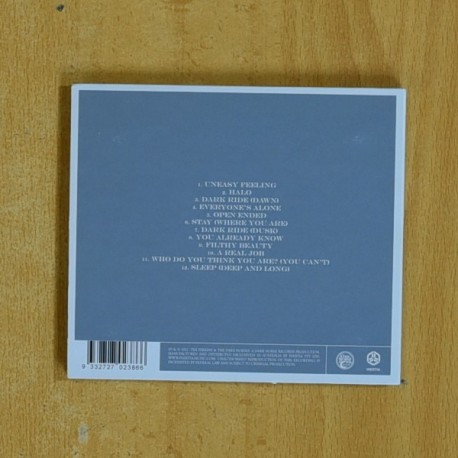 1. UNEASY FEELING
2. HALO
3. DARK RIDE (DAWN)
4. EVERYONE'S ALONE
5. OPEN ENDED
6. STAY (WHERE YOU ARE)
7. DARK RIDE (DUSK)
8. YOU ALREADY KNOW
9. FILTHY BEAUTY
10. A REAL JOB
11. WHO DO YOU THINK YOU ARE? (YOU CAN'T)
12. SLEEP (DEEP AND LONG)
9 332727 023866